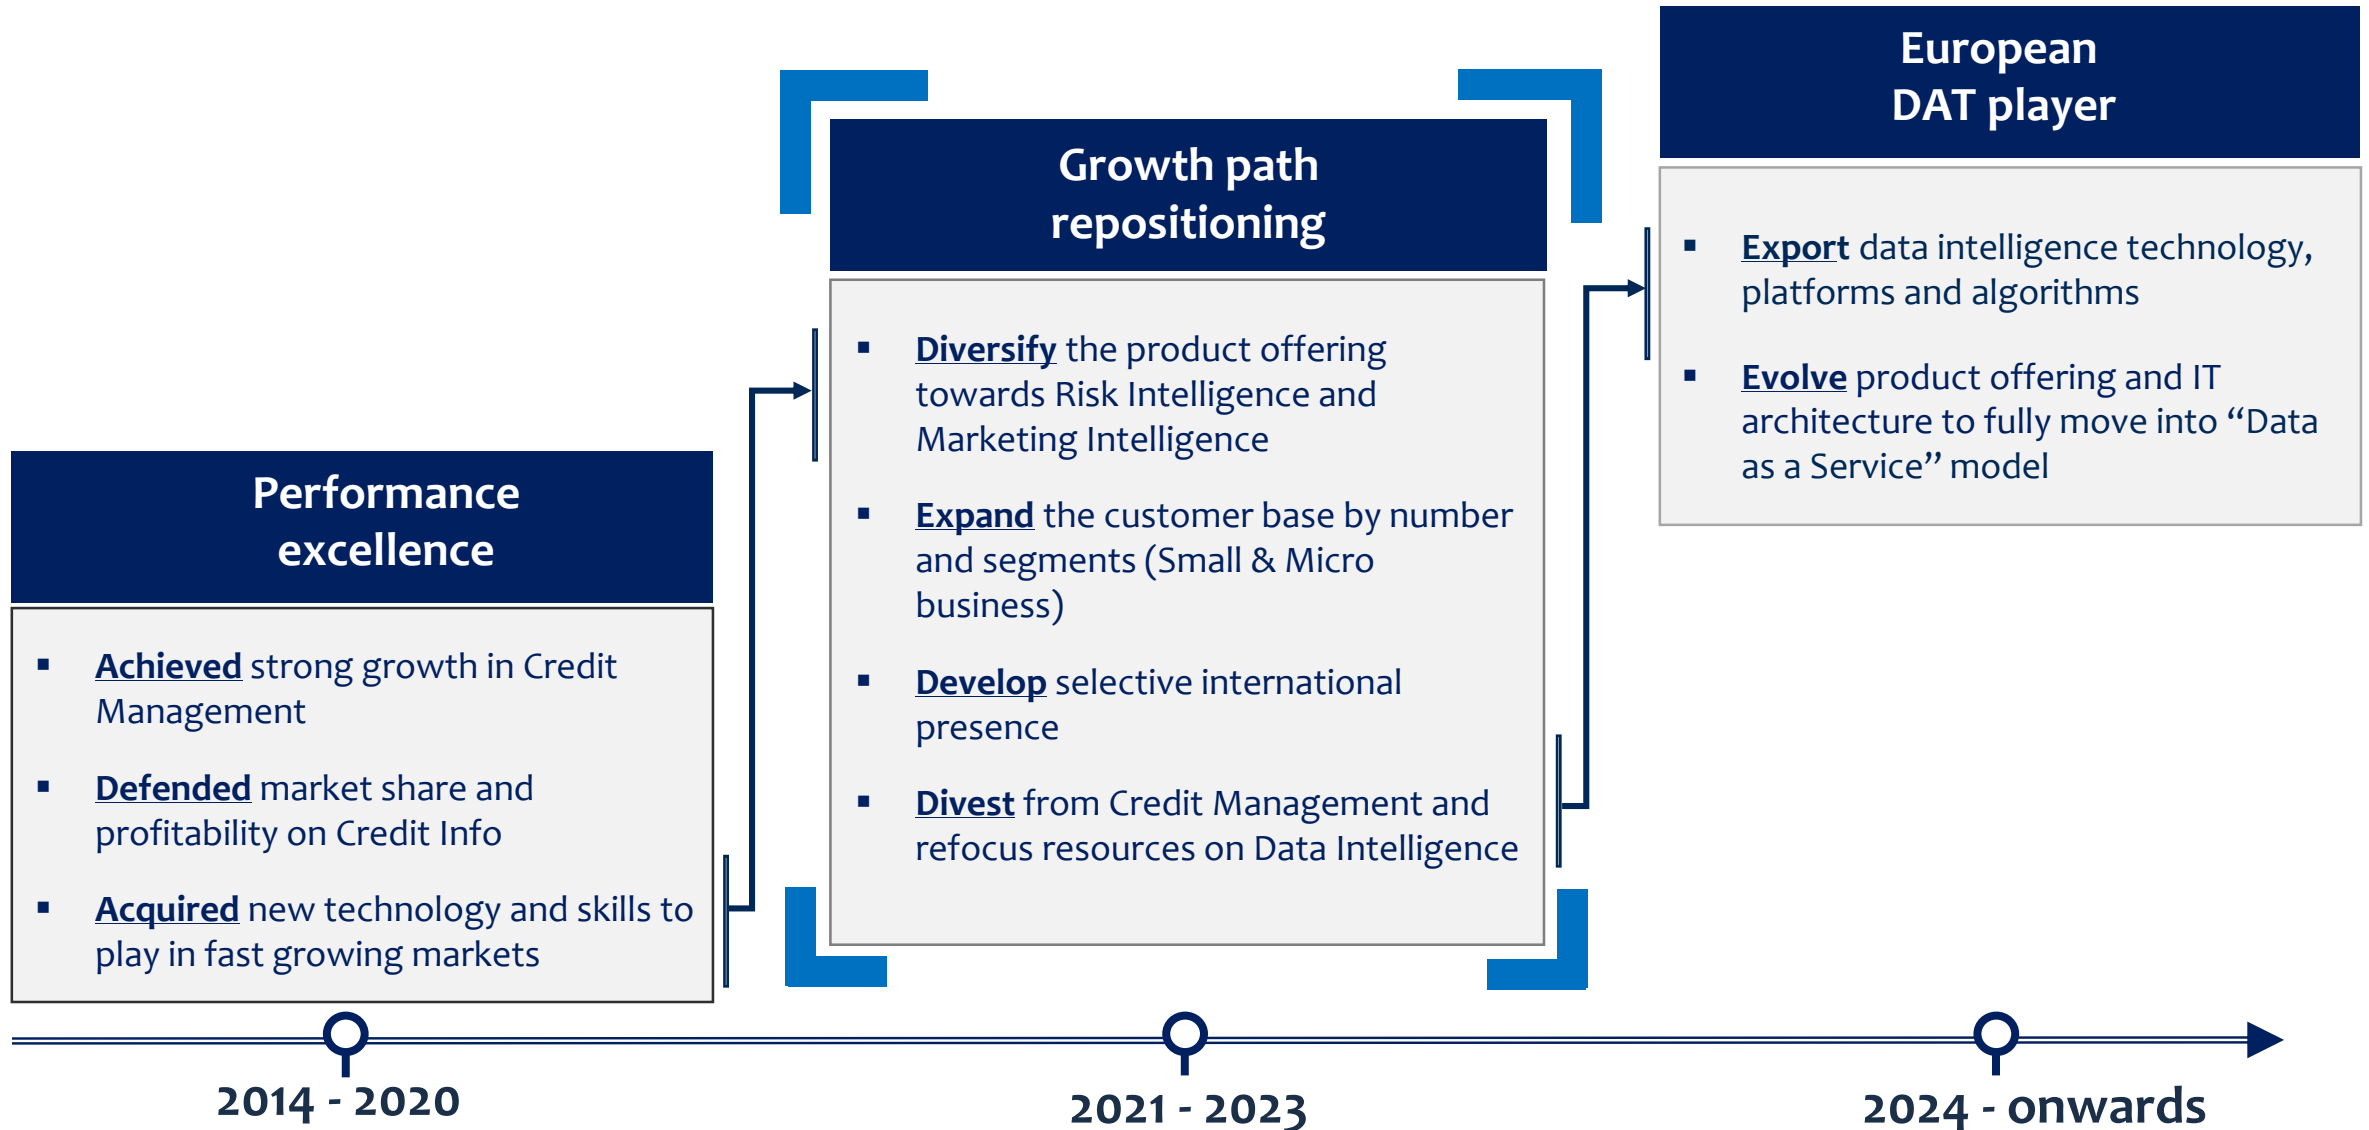 Performance
excellence
▪ Achieved strong growth in Credit
Management
▪ Defended market share and
profitability on Credit Info
▪ Acquired new technology and skills to
play in fast growing markets
2014 - 2020
Growth path
repositioning
▪ Diversify the product offering
towards Risk Intelligence and
Marketing Intelligence
▪ Expand the customer base by number
and segments (Small & Micro
business)
▪ Develop selective international
presence
▪ Divest from Credit Management and
refocus resources on Data Intelligence
2021 - 2023
European
DAT player
▪ Export data intelligence technology,
platforms and algorithms
▪ Evolve product offering and IT
architecture to fully move into “Data
as a Service” model
2024 - onwards